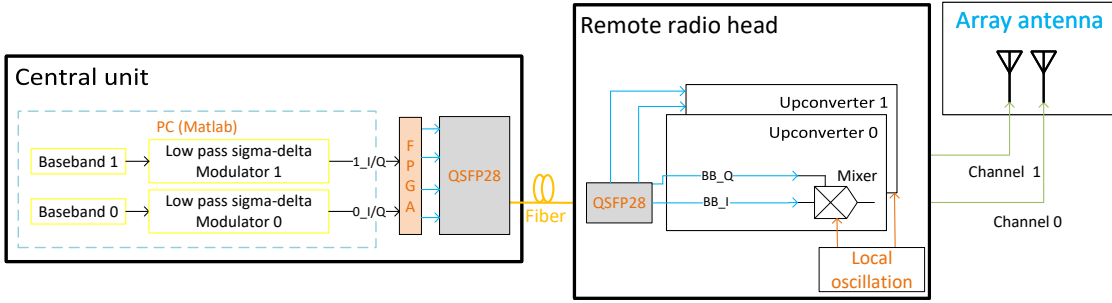 Central unit
PC (Matlab)
Baseband 1
Low pass sigma-delta
Modulator 1
1_I/Q
Baseband 0
Low pass sigma-delta
Modulator 0
0_I/Q
F
P
G
A
QSFP28
Fiber
Remote radio head
Upconverter 1
Upconverter 0
QSFP28
BB_Q
BB_I
Mixer
Local
oscillation
Array antenna
Channel 1
Channel 0